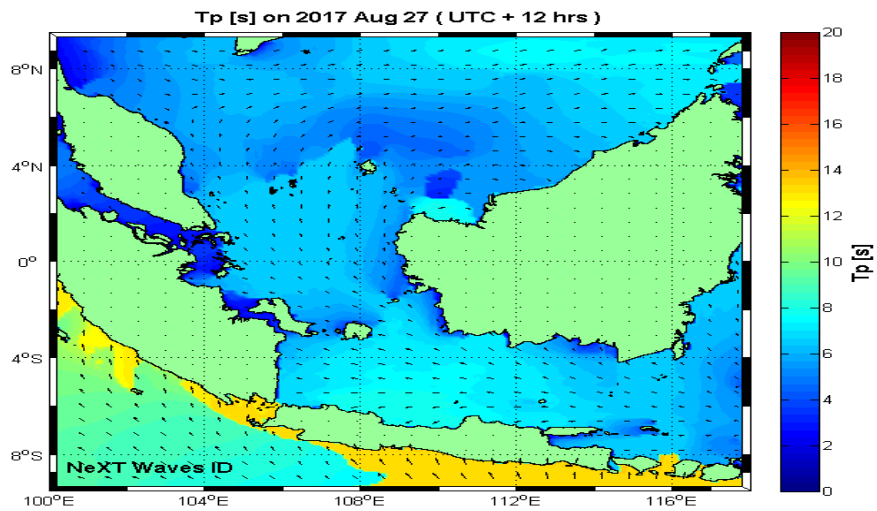 Tp [s] on 2017 Aug 27 ( UTC + 12 hrs )
8°N
4°N
0°
4°S
8°S
100°E
104°E
108°E
112°E
116°E
NeXT Waves ID
20
18
16
14
12
10
8
6
4
2
0
Tp [s]